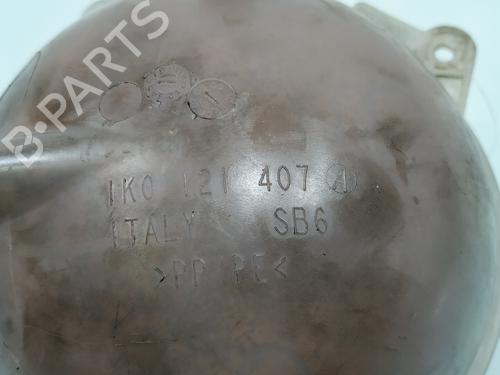 B-PARTS
1K0 121 407 A
ITALY SB6
>PP PE<